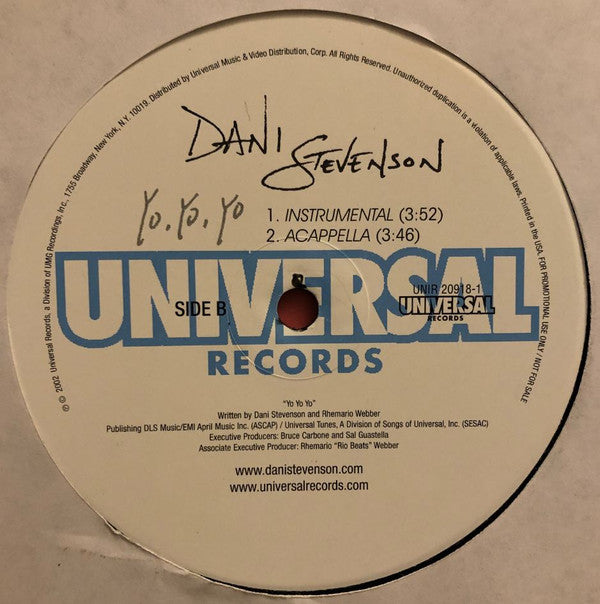 ℗ © 2002 Universal Records, a Division of UMG Recordings, Inc., 1755 Broadway, New York, N.Y. 10019. Distributed by Universal Music & Video Distribution, Corp. All Rights Reserved. Unauthorized duplication is a violation of applicable laws. Printed in the USA. FOR PROMOTIONAL USE ONLY / NOT FOR SALE
DANI STEVENSON
Yo, Yo, Yo
1. INSTRUMENTAL (3:52)
2. ACAPPELLA (3:46)
UNIVERSAL
RECORDS
SIDE B
UNIR 20918-1
UNIVERSAL
RECORDS
"Yo Yo Yo"
Written by Dani Stevenson and Rhemario Webber
Publishing DLS Music/EMI April Music Inc. (ASCAP) / Universal Tunes, A Division of Songs of Universal, Inc. (SESAC)
Executive Producers: Bruce Carbone and Sal Guastella
Associate Executive Producer: Rhemario "Rio Beats" Webber
www.danistevenson.com
www.universalrecords.com